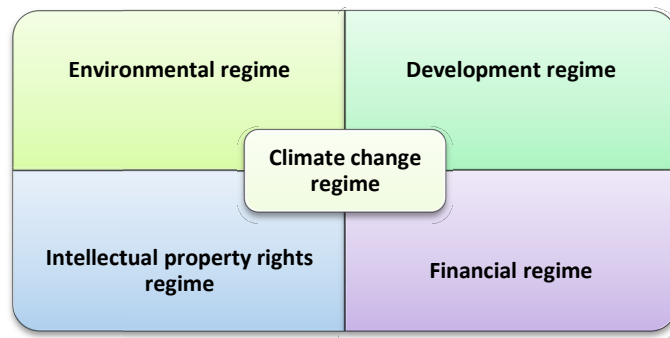 Environmental regime
Development regime
Climate change
regime
Intellectual property rights
regime
Financial regime